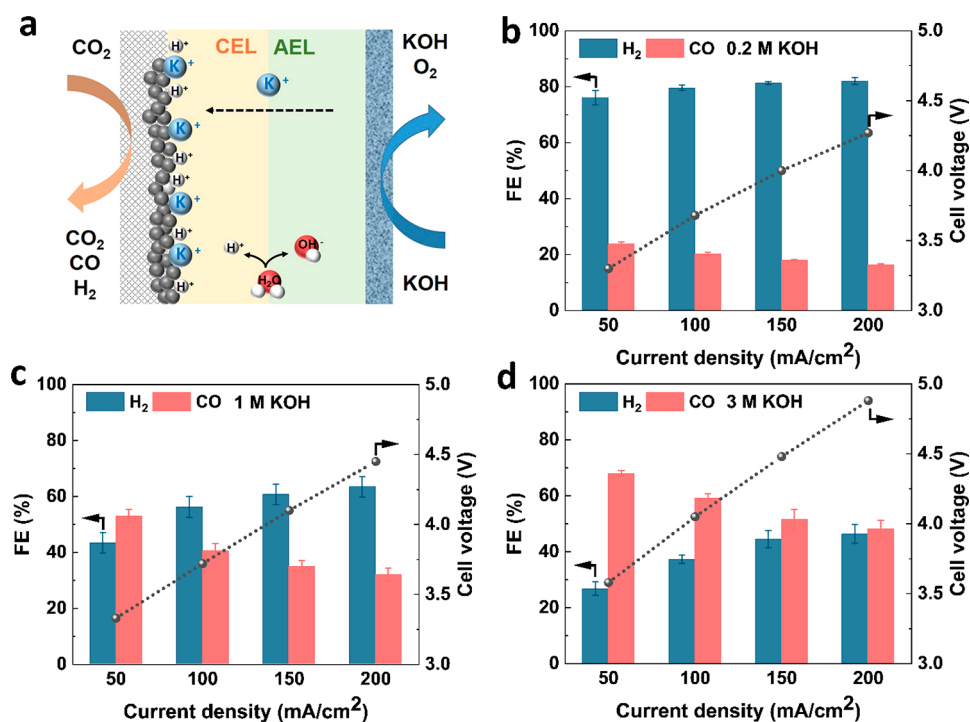 a
CO₂
CEL AEL
KOH
O₂
H⁺
K⁺
H⁺
K⁺
K⁺
H⁺
H⁺
K⁺
H⁺
K⁺
H⁺
CO₂
CO
H₂
H⁺
OH⁻
H₂O
KOH
b
H₂ CO 0.2 M KOH
FE (%)
100
80
60
40
20
0
5.0
4.5
4.0
3.5
3.0
Cell voltage (V)
50 100 150 200
Current density (mA/cm²)
c
H₂ CO 1 M KOH
FE (%)
100
80
60
40
20
0
5.0
4.5
4.0
3.5
3.0
Cell voltage (V)
50 100 150 200
Current density (mA/cm²)
d
H₂ CO 3 M KOH
FE (%)
100
80
60
40
20
0
5.0
4.5
4.0
3.5
3.0
Cell voltage (V)
50 100 150 200
Current density (mA/cm²)